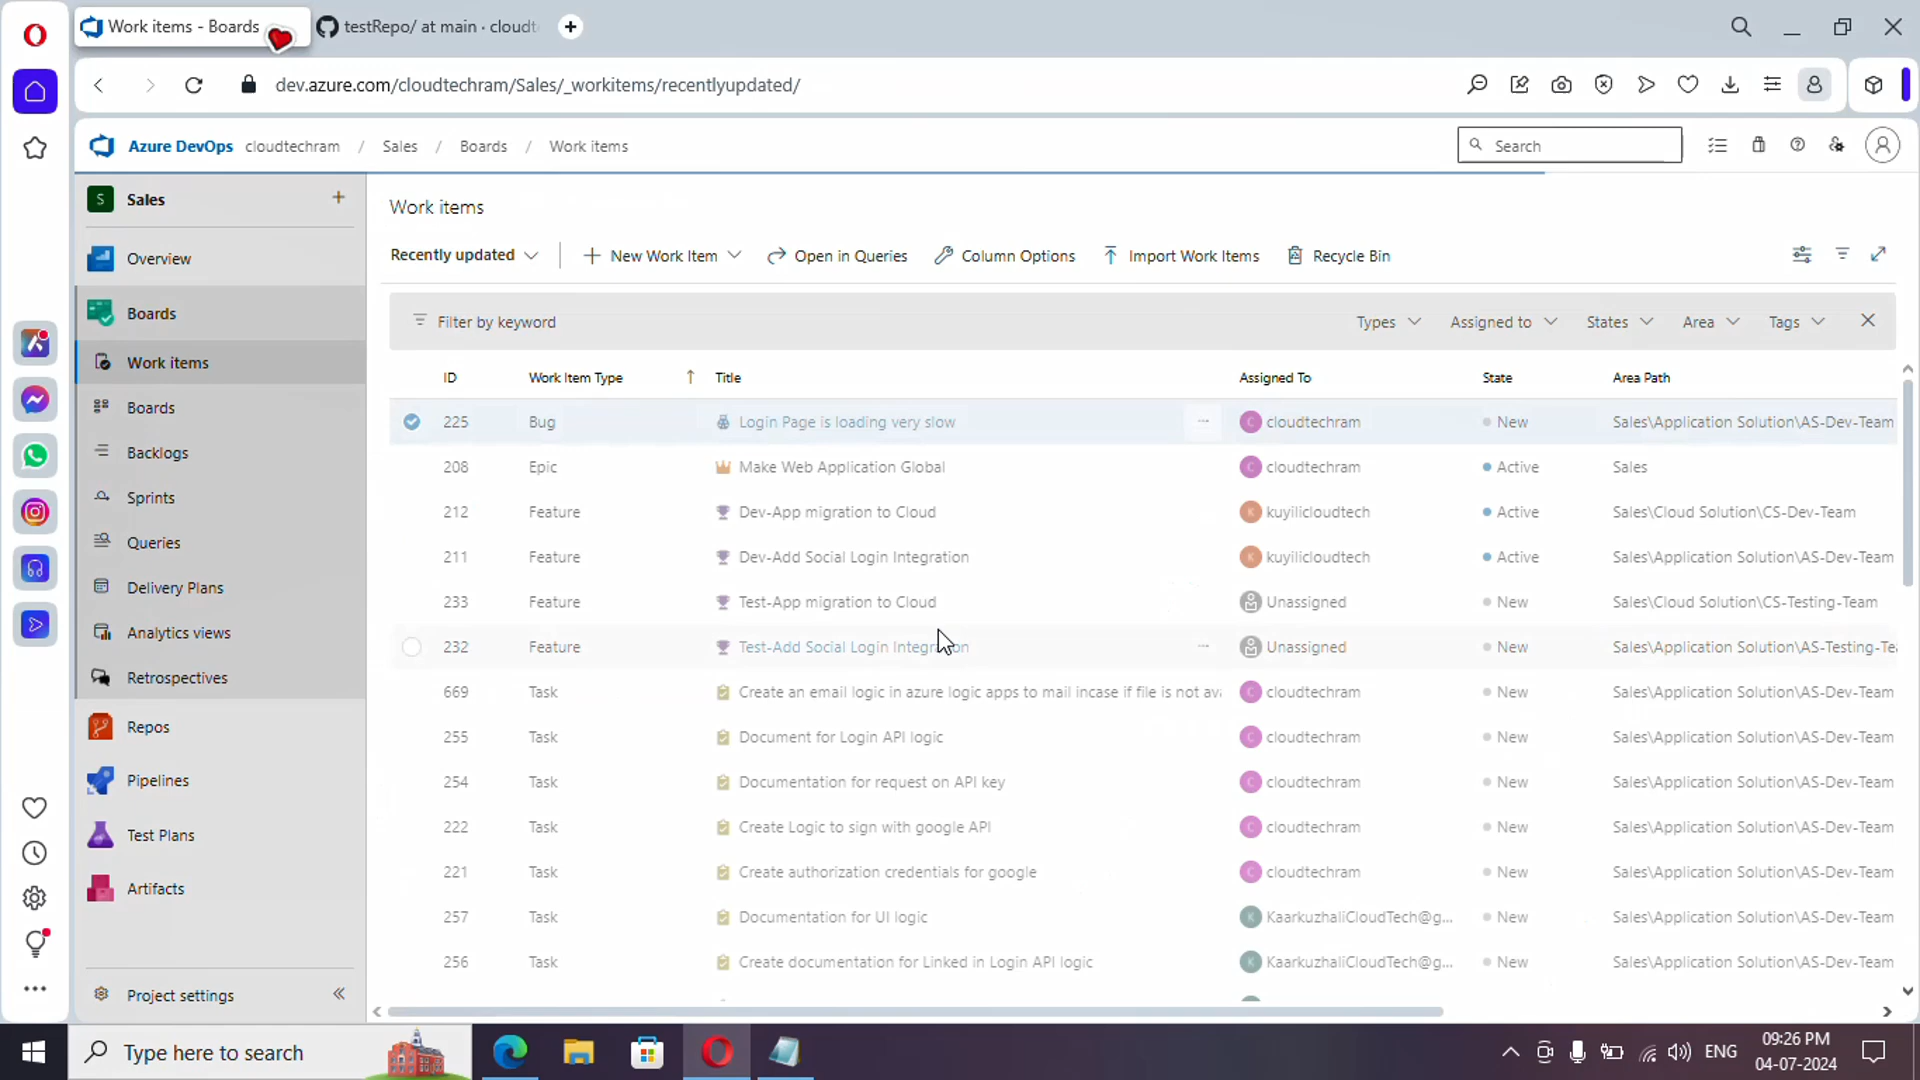 Work items - Boards
testRepo/ at main · cloudt
dev.azure.com/cloudtechram/Sales/_workitems/recentlyupdated/
Azure DevOps cloudtechram / Sales / Boards / Work items
Search
S Sales +
Overview
Boards
Work items
Boards
Backlogs
Sprints
Queries
Delivery Plans
Analytics views
Retrospectives
Repos
Pipelines
Test Plans
Artifacts
Project settings
Work items
Recently updated New Work Item Open in Queries Column Options Import Work Items Recycle Bin
Filter by keyword Types Assigned to States Area Tags
ID Work Item Type Title Assigned To State Area Path
225 Bug Login Page is loading very slow ... C cloudtechram New Sales\Application Solution\AS-Dev-Team
208 Epic Make Web Application Global C cloudtechram Active Sales
212 Feature Dev-App migration to Cloud K kuyilicloudtech Active Sales\Cloud Solution\CS-Dev-Team
211 Feature Dev-Add Social Login Integration K kuyilicloudtech Active Sales\Application Solution\AS-Dev-Team
233 Feature Test-App migration to Cloud Unassigned New Sales\Cloud Solution\CS-Testing-Team
232 Feature Test-Add Social Login Integration ... Unassigned New Sales\Application Solution\AS-Testing-Tea
669 Task Create an email logic in azure logic apps to mail incase if file is not ava C cloudtechram New Sales\Application Solution\AS-Dev-Team
255 Task Document for Login API logic C cloudtechram New Sales\Application Solution\AS-Dev-Team
254 Task Documentation for request on API key C cloudtechram New Sales\Application Solution\AS-Dev-Team
222 Task Create Logic to sign with google API C cloudtechram New Sales\Application Solution\AS-Dev-Team
221 Task Create authorization credentials for google C cloudtechram New Sales\Application Solution\AS-Dev-Team
257 Task Documentation for UI logic K KaarkuzhaliCloudTech@g... New Sales\Application Solution\AS-Dev-Team
256 Task Create documentation for Linked in Login API logic K KaarkuzhaliCloudTech@g... New Sales\Application Solution\AS-Dev-Team
Type here to search
ENG
09:26 PM
04-07-2024